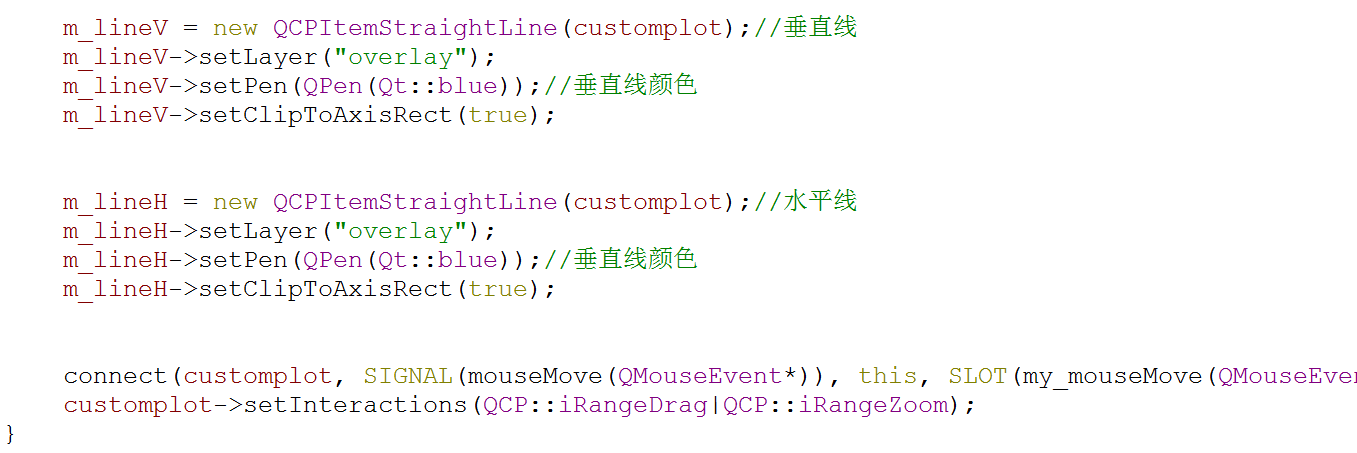 m_lineV = new QCPItemStraightLine(customplot);//垂直线
m_lineV->setLayer("overlay");
m_lineV->setPen(QPen(Qt::blue));//垂直线颜色
m_lineV->setClipToAxisRect(true);
m_lineH = new QCPItemStraightLine(customplot);//水平线
m_lineH->setLayer("overlay");
m_lineH->setPen(QPen(Qt::blue));//垂直线颜色
m_lineH->setClipToAxisRect(true);
connect(customplot, SIGNAL(mouseMove(QMouseEvent*)), this, SLOT(my_mouseMove(QMouseEve
customplot->setInteractions(QCP::iRangeDrag|QCP::iRangeZoom);
}